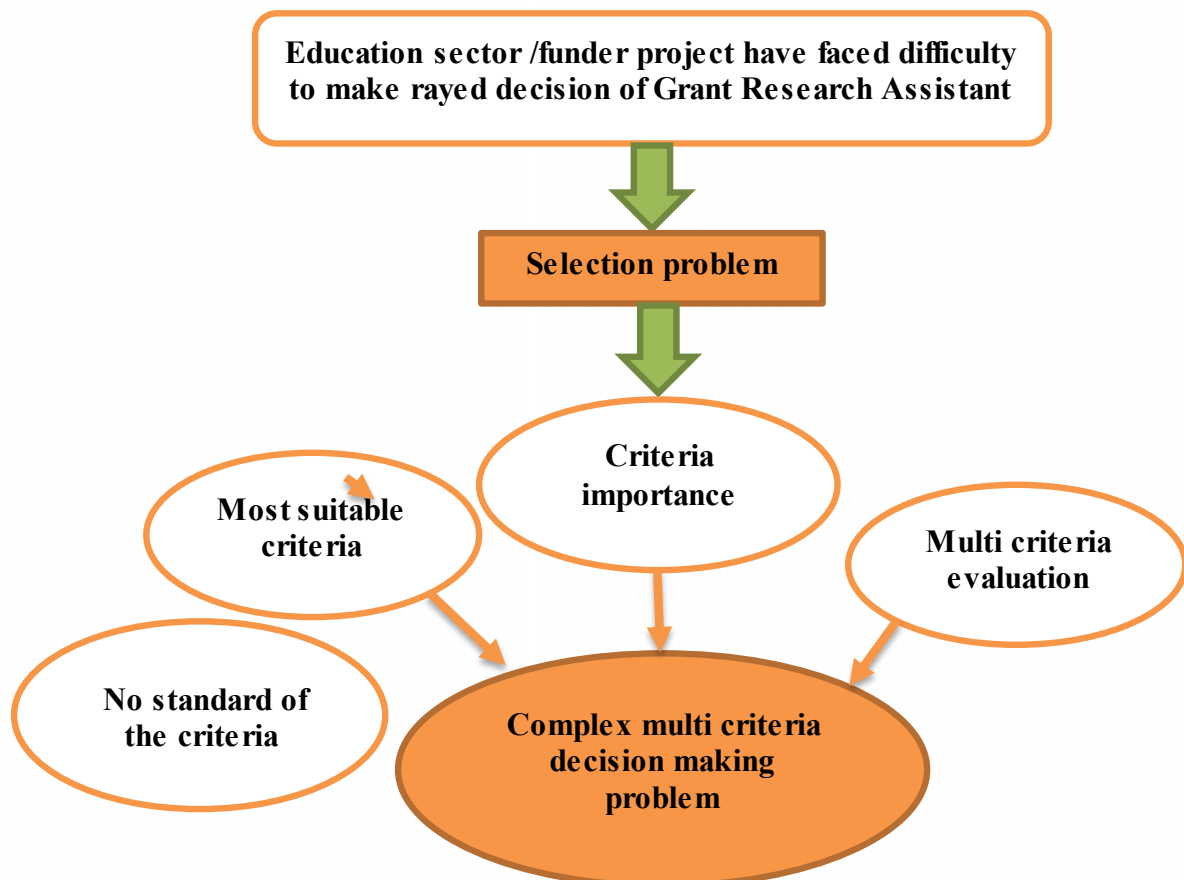 Education sector /funder project have faced difficulty
to make rayed decision of Grant Research Assistant
Selection problem
Criteria
importance
Most suitable
criteria
Multi criteria
evaluation
No standard of
the criteria
Complex multi criteria
decision making
problem